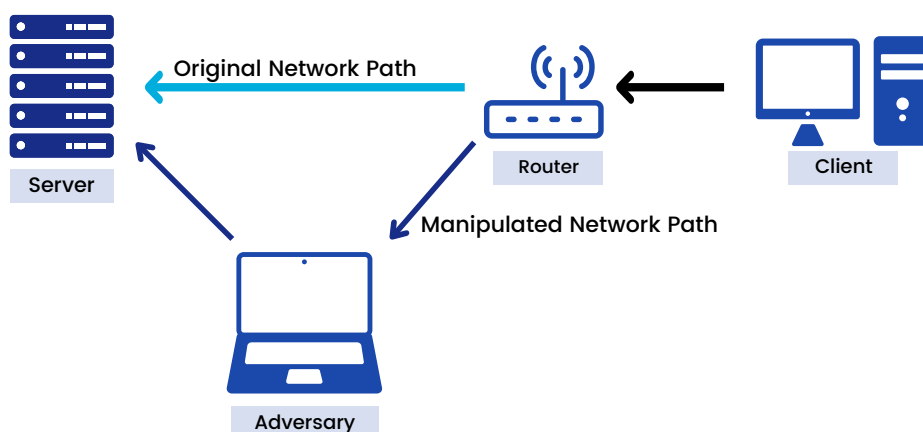 Original Network Path
Server
Router
Client
Manipulated Network Path
Adversary